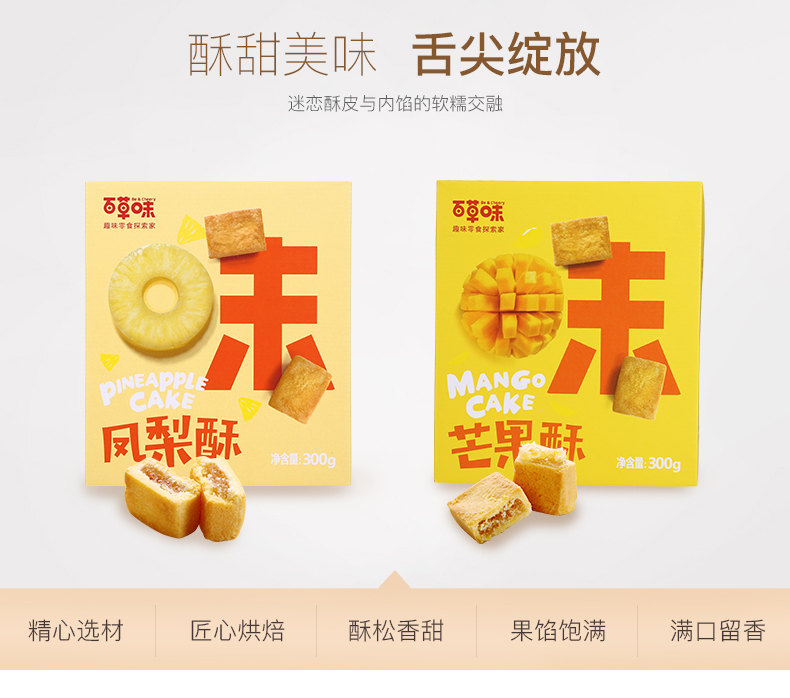 酥甜美味 舌尖绽放
迷恋酥皮与内馅的软糯交融
Be & Cheery
百草味
趣味零食探索家
味
PINEAPPLE
CAKE
凤梨酥
净含量:300g
Be & Cheery
百草味
趣味零食探索家
味
MANGO
CAKE
芒果酥
净含量:300g
精心选材 匠心烘焙 酥松香甜 果馅饱满 满口留香